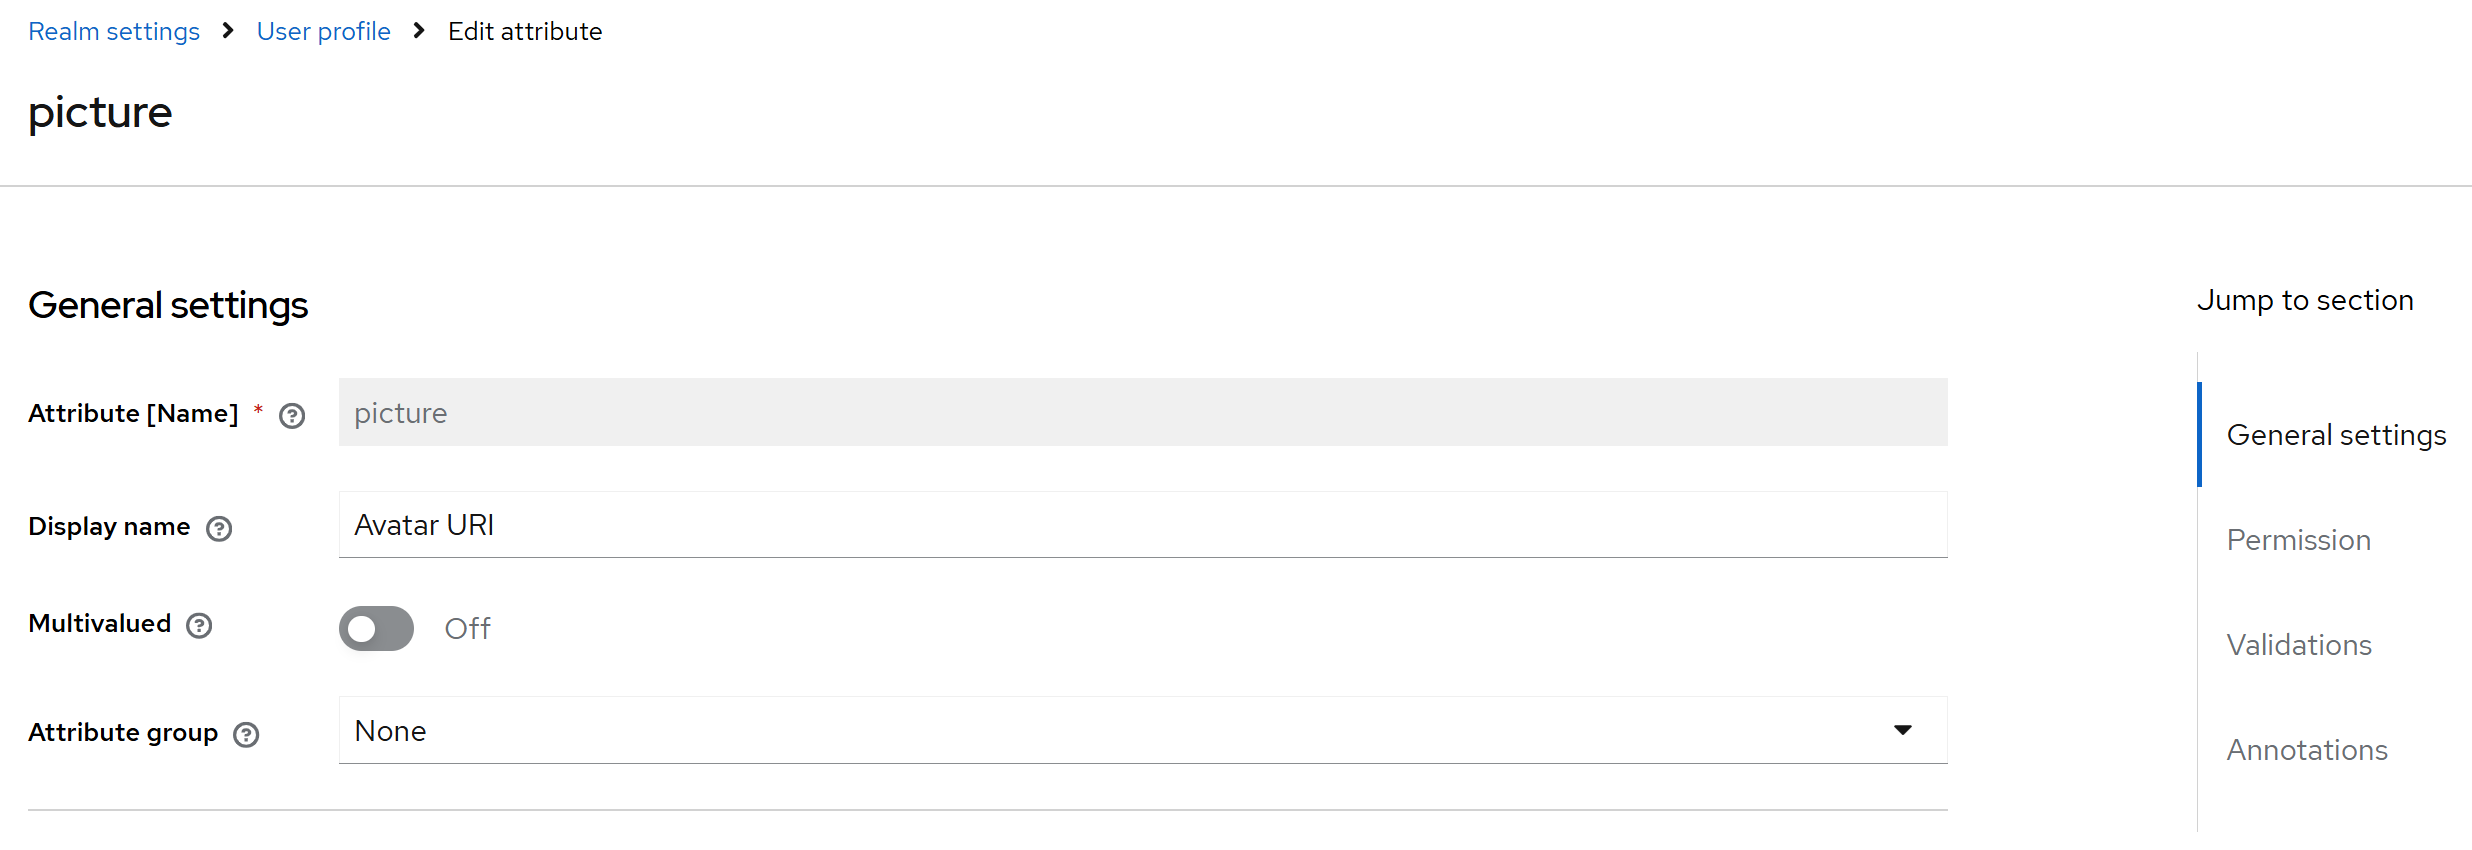 Realm settings > User profile > Edit attribute
picture
General settings
Attribute [Name] *
picture
Display name
Avatar URI
Multivalued
Off
Attribute group
None
Jump to section
General settings
Permission
Validations
Annotations